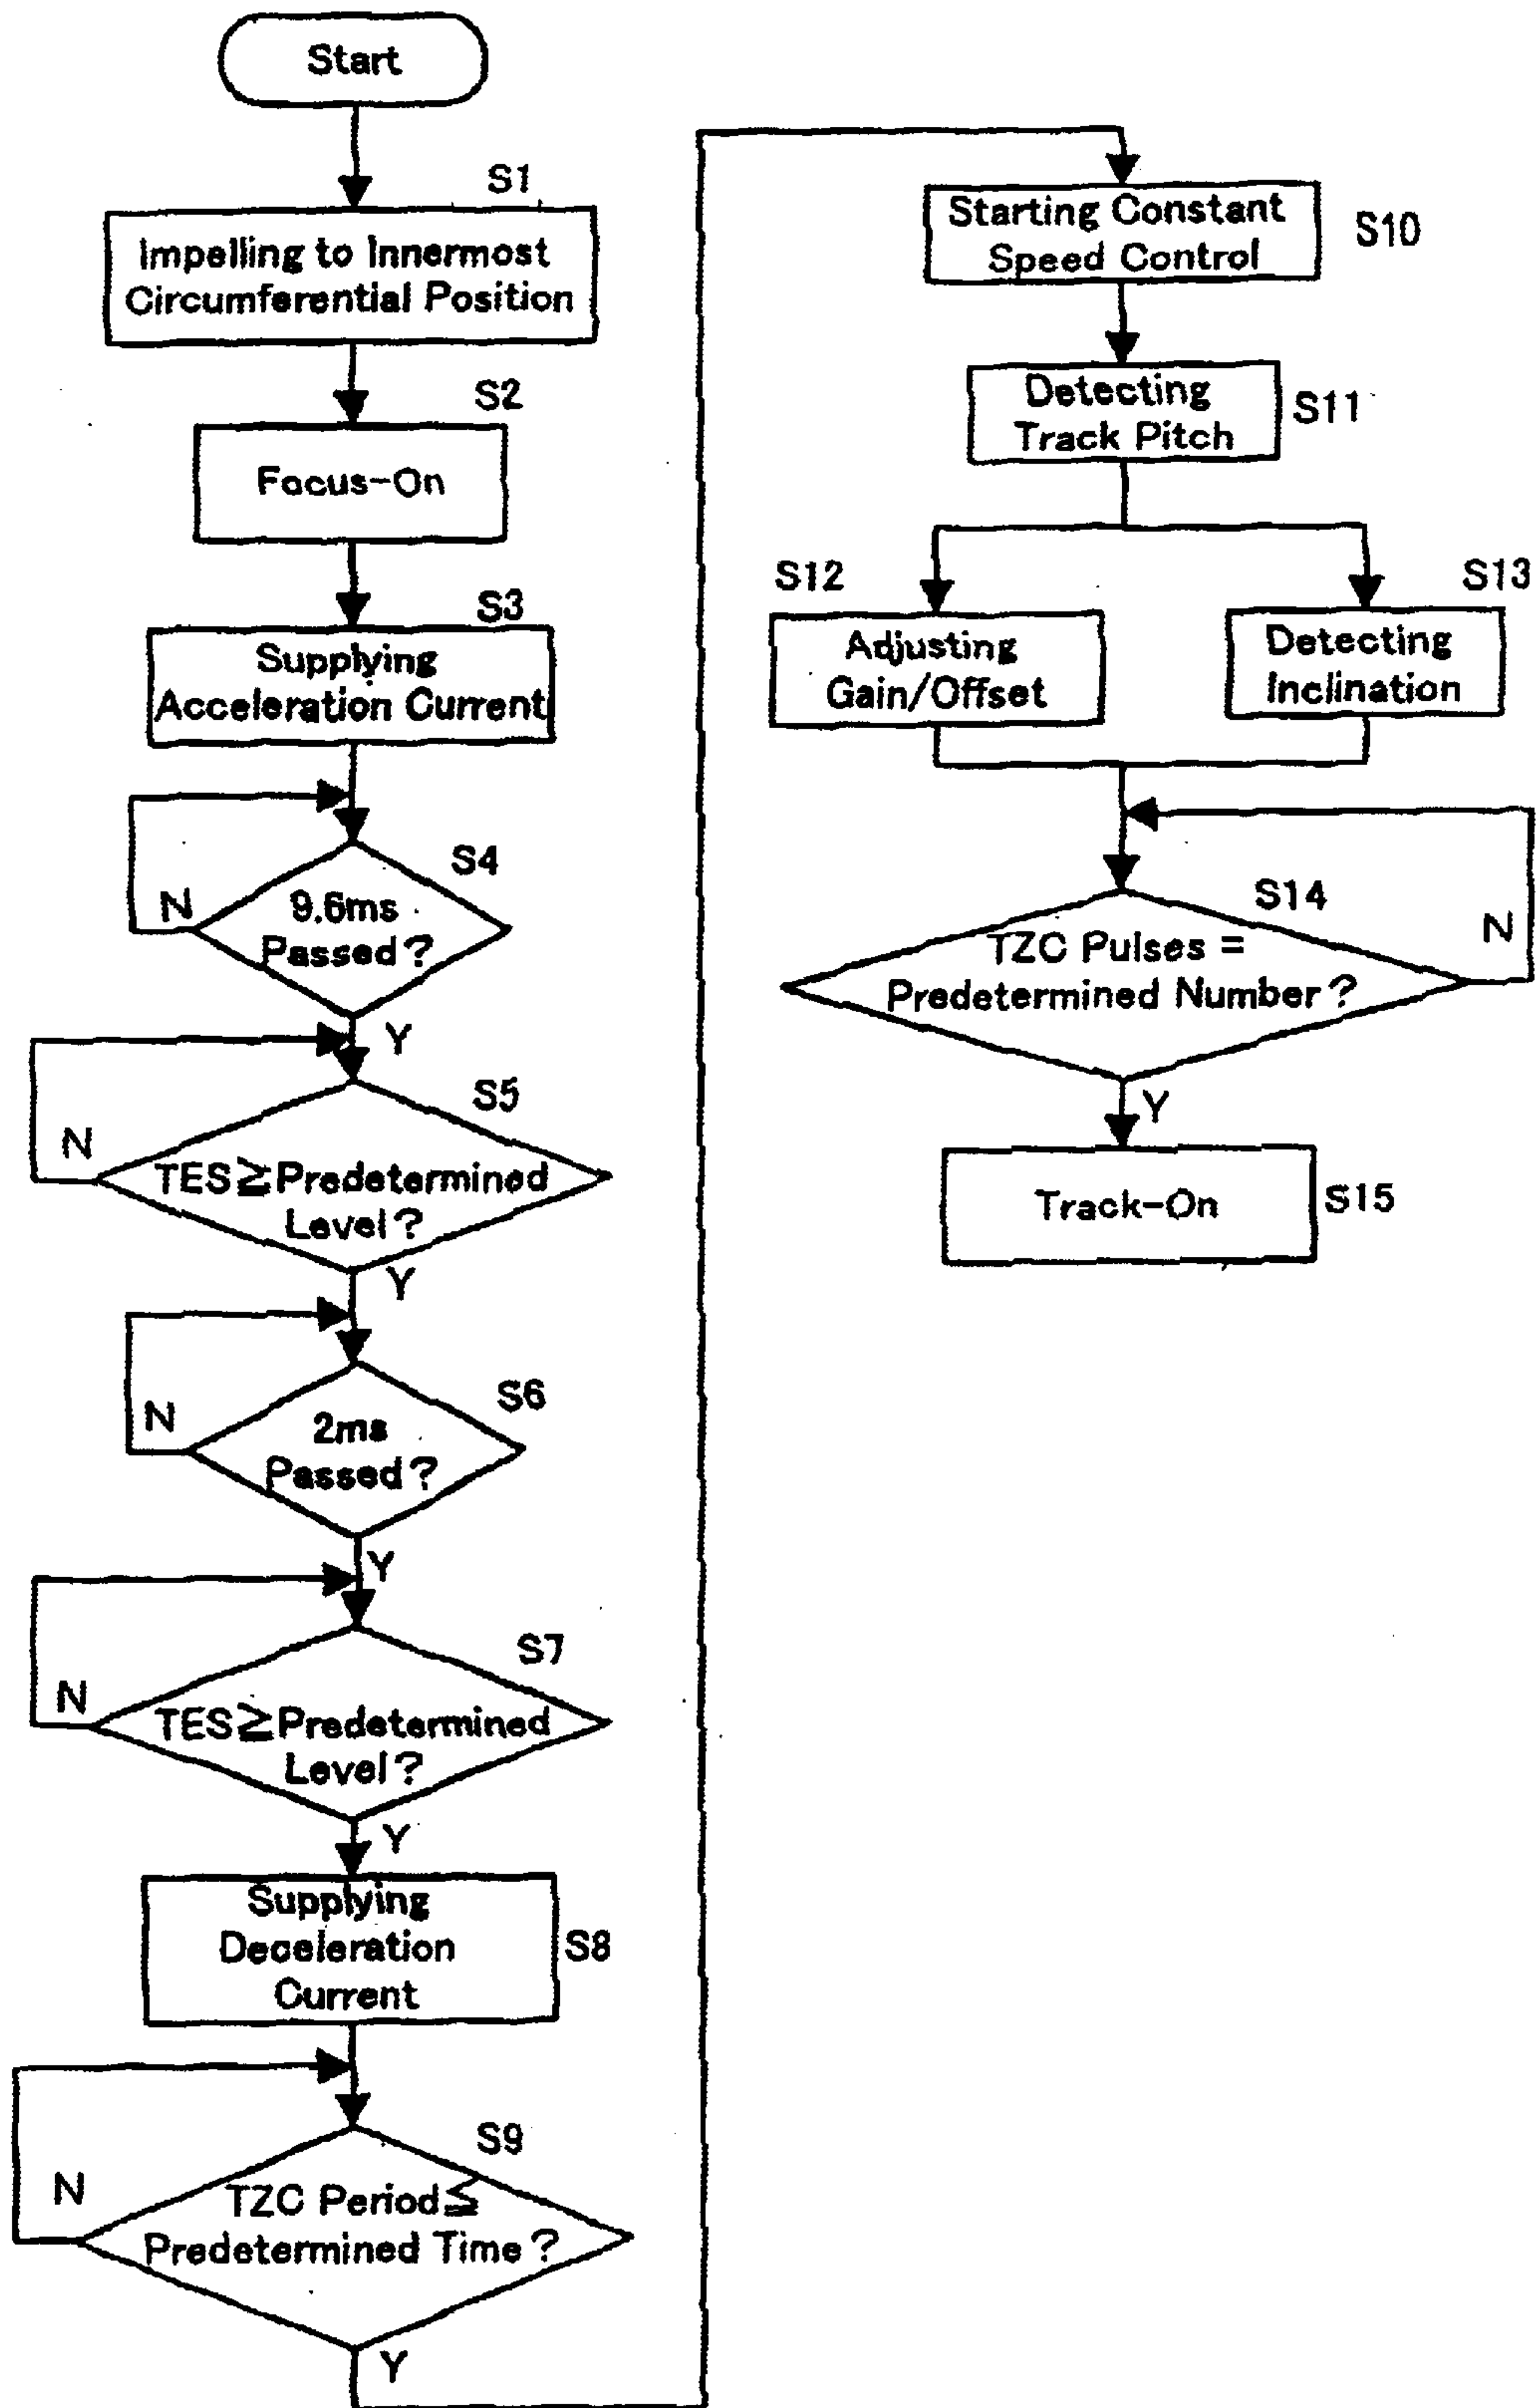 Start
S1
Impelling to Innermost
Circumferential Position
S2
Focus-On
S3
Supplying
Acceleration Current
S4
N
9.6ms
Passed?
Y
S5
N
TES≧Predetermined
Level?
Y
S6
N
2ms
Passed?
Y
S7
N
TES≧Predetermined
Level?
Y
Supplying
Deceleration
Current
S8
S9
N
TZC Period≦
Predetermined Time?
Y
Starting Constant
Speed Control
S10
Detecting
Track Pitch
S11
S12
Adjusting
Gain/Offset
S13
Detecting
Inclination
S14
N
TZC Pulses =
Predetermined Number?
Y
Track-On
S15